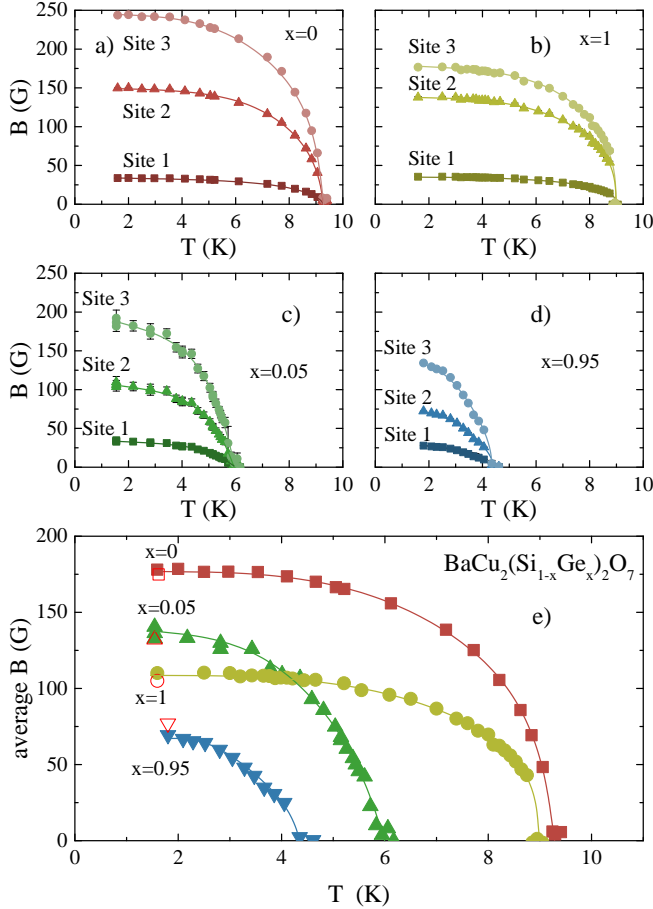 250
200
150
100
50
0
B (G)
Site 3
a)
x=0
Site 2
Site 1
0 2 4 6 8 10
T (K)
Site 3
b)
x=1
Site 2
Site 1
0 2 4 6 8 10
T (K)
250
200
150
100
50
0
B (G)
Site 3
c)
Site 2
x=0.05
Site 1
0 2 4 6 8 10
T (K)
d)
Site 3
x=0.95
Site 2
Site 1
0 2 4 6 8 10
T (K)
200
150
100
50
0
average B (G)
x=0
BaCu₂(Si₁₋ₓGeₓ)₂O₇
x=0.05
e)
x=1
x=0.95
2 4 6 8 10
T (K)